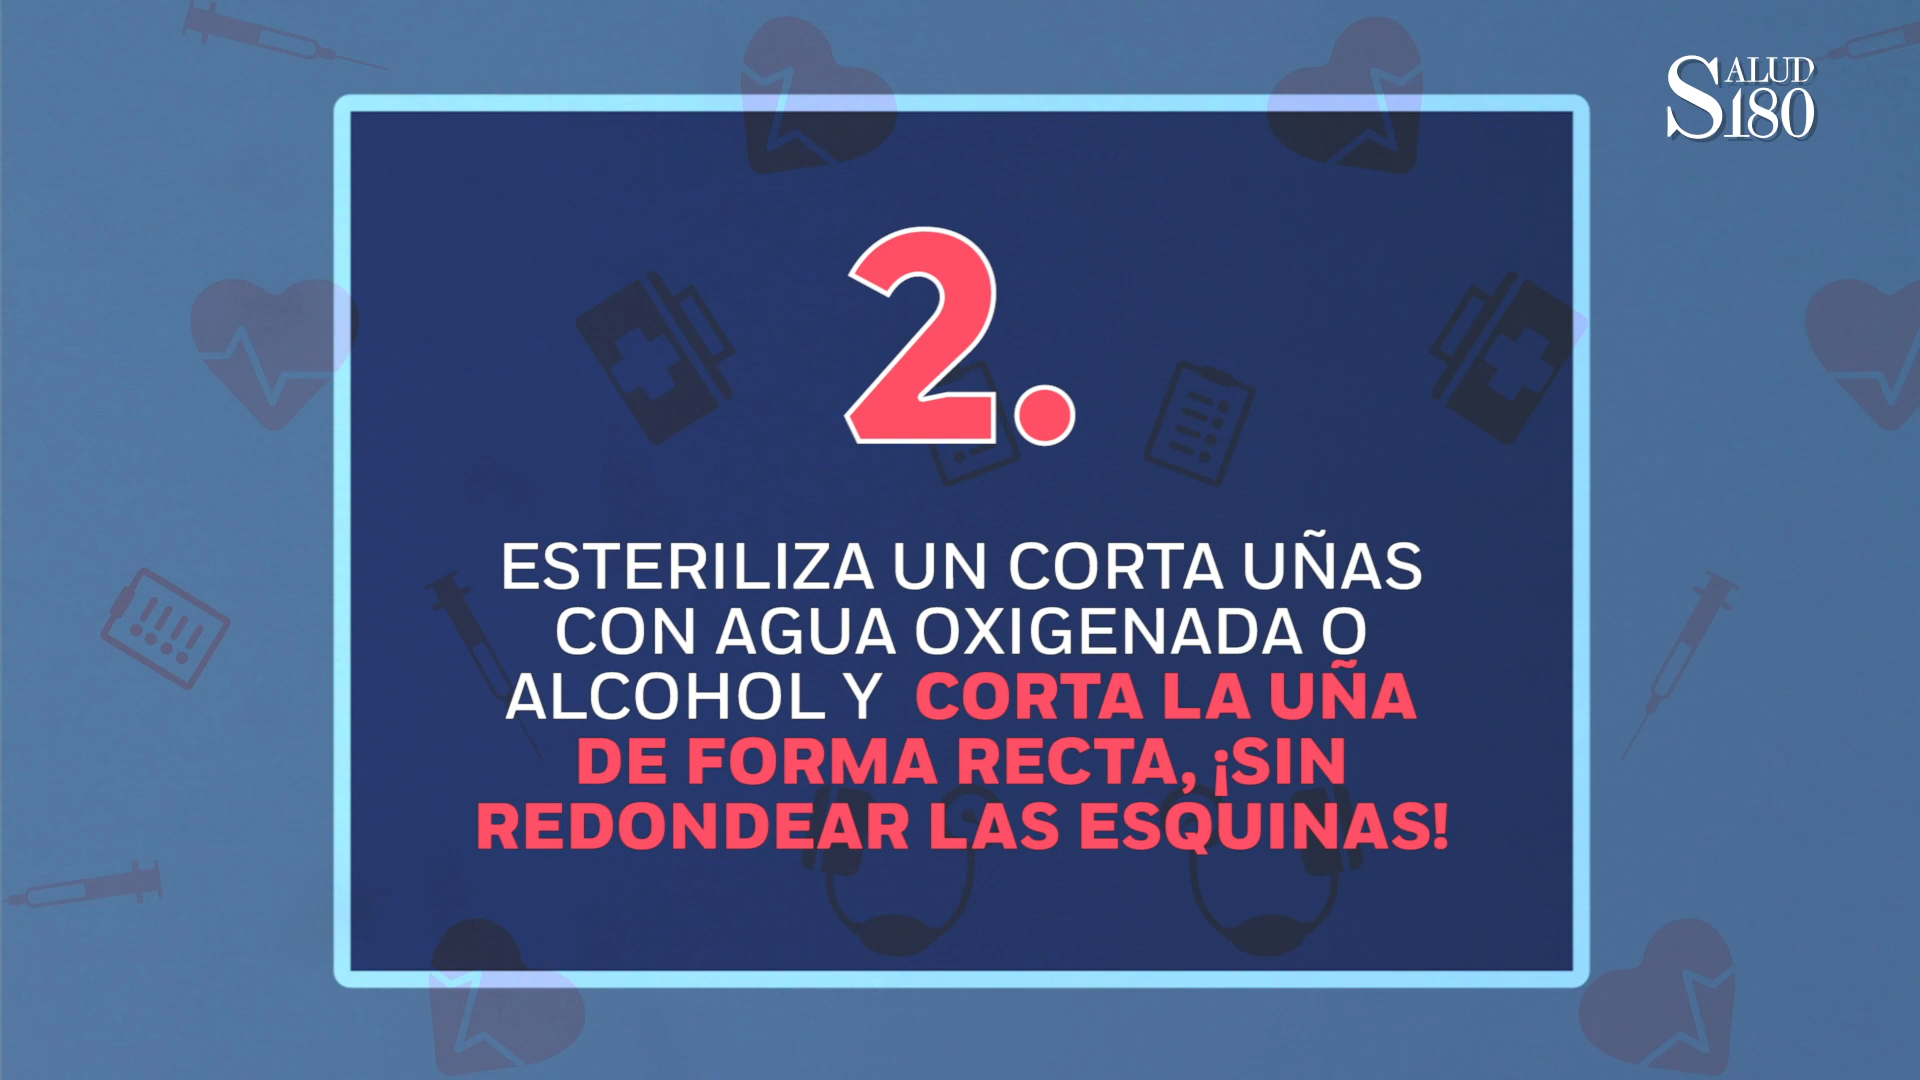 SALUD
180
2.
ESTERILIZA UN CORTA UÑAS
CON AGUA OXIGENADA O
ALCOHOL Y CORTA LA UÑA
DE FORMA RECTA, ¡SIN
REDONDEAR LAS ESQUINAS!